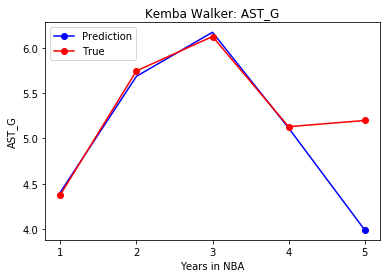 Kemba Walker: AST_G
Prediction
True
6.0
5.5
5.0
4.5
4.0
AST_G
1 2 3 4 5
Years in NBA